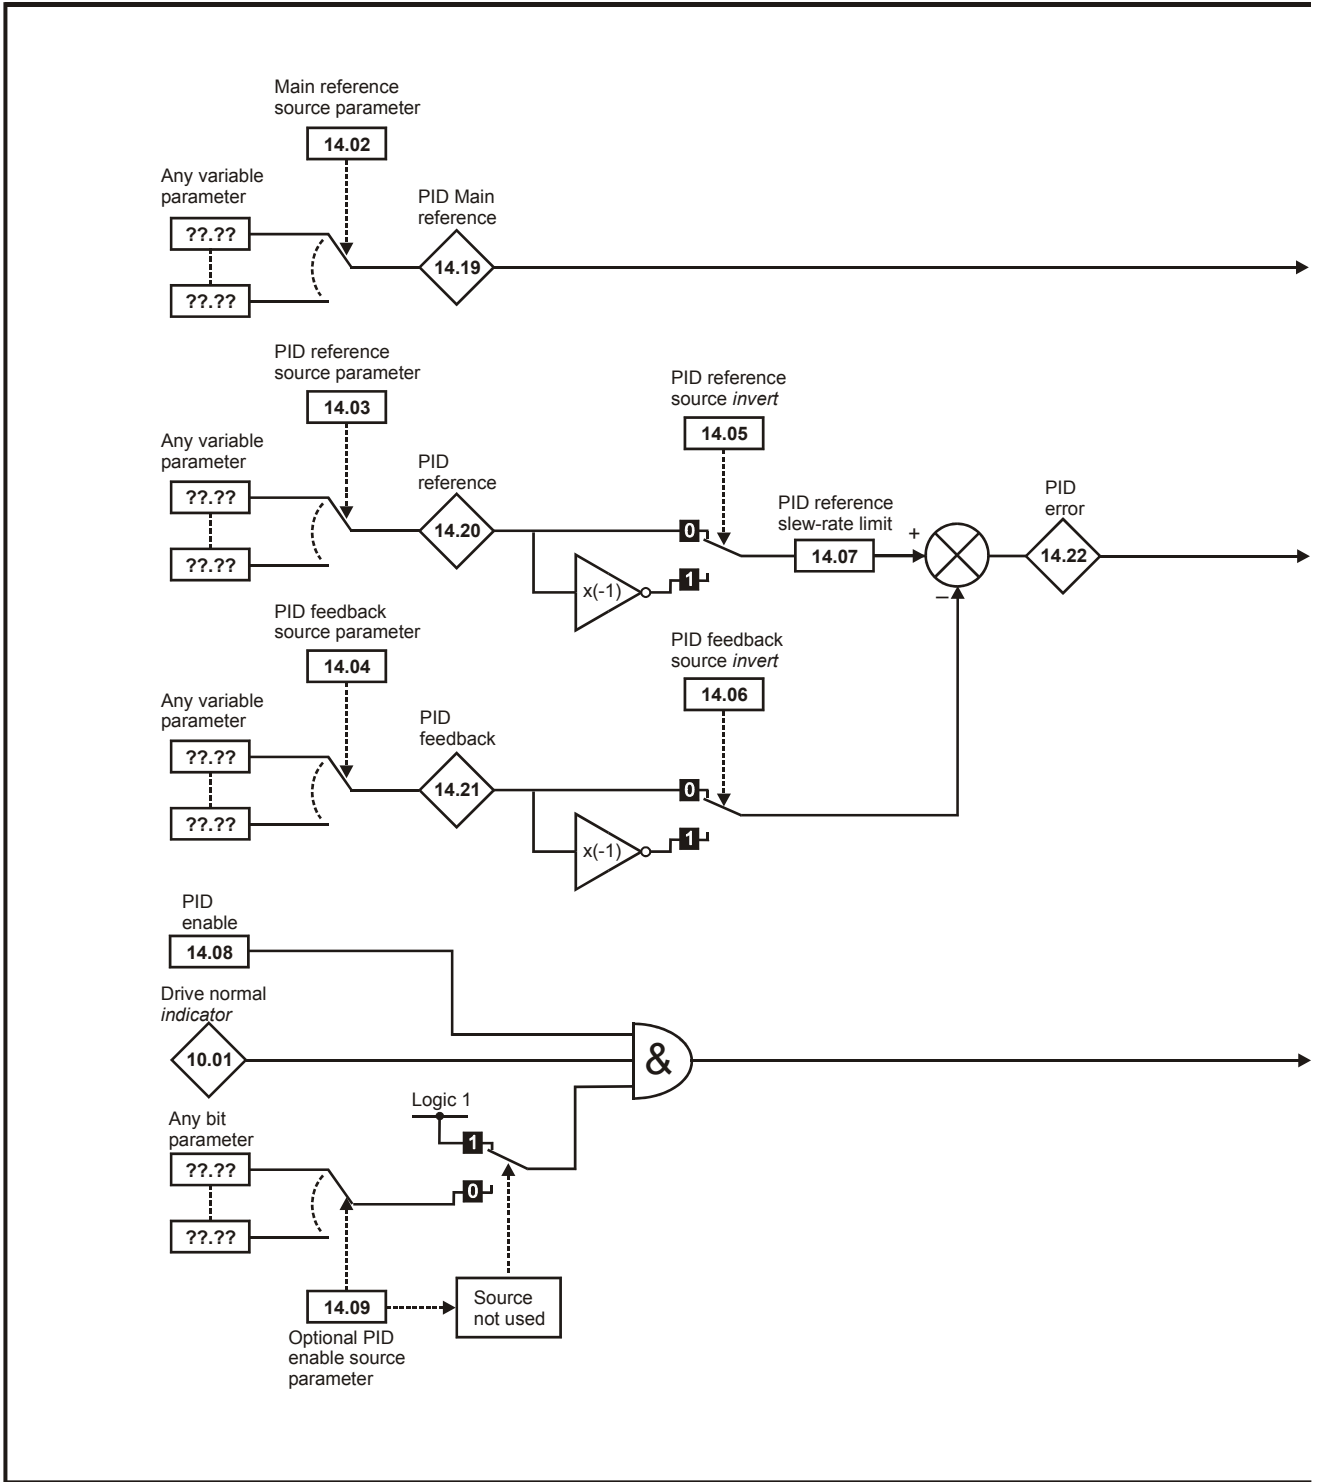 Main reference
source parameter
14.02
Any variable
parameter
??.??
??.??
PID Main
reference
14.19
PID reference
source parameter
14.03
Any variable
parameter
??.??
??.??
PID
reference
14.20
x(-1)
PID reference
source invert
14.05
0
1
PID reference
slew-rate limit
14.07
+
–
PID
error
14.22
PID feedback
source parameter
14.04
Any variable
parameter
??.??
??.??
PID
feedback
14.21
x(-1)
PID feedback
source invert
14.06
0
1
PID
enable
14.08
Drive normal
indicator
10.01
&
Logic 1
1
0
Any bit
parameter
??.??
??.??
14.09
Optional PID
enable source
parameter
Source
not used